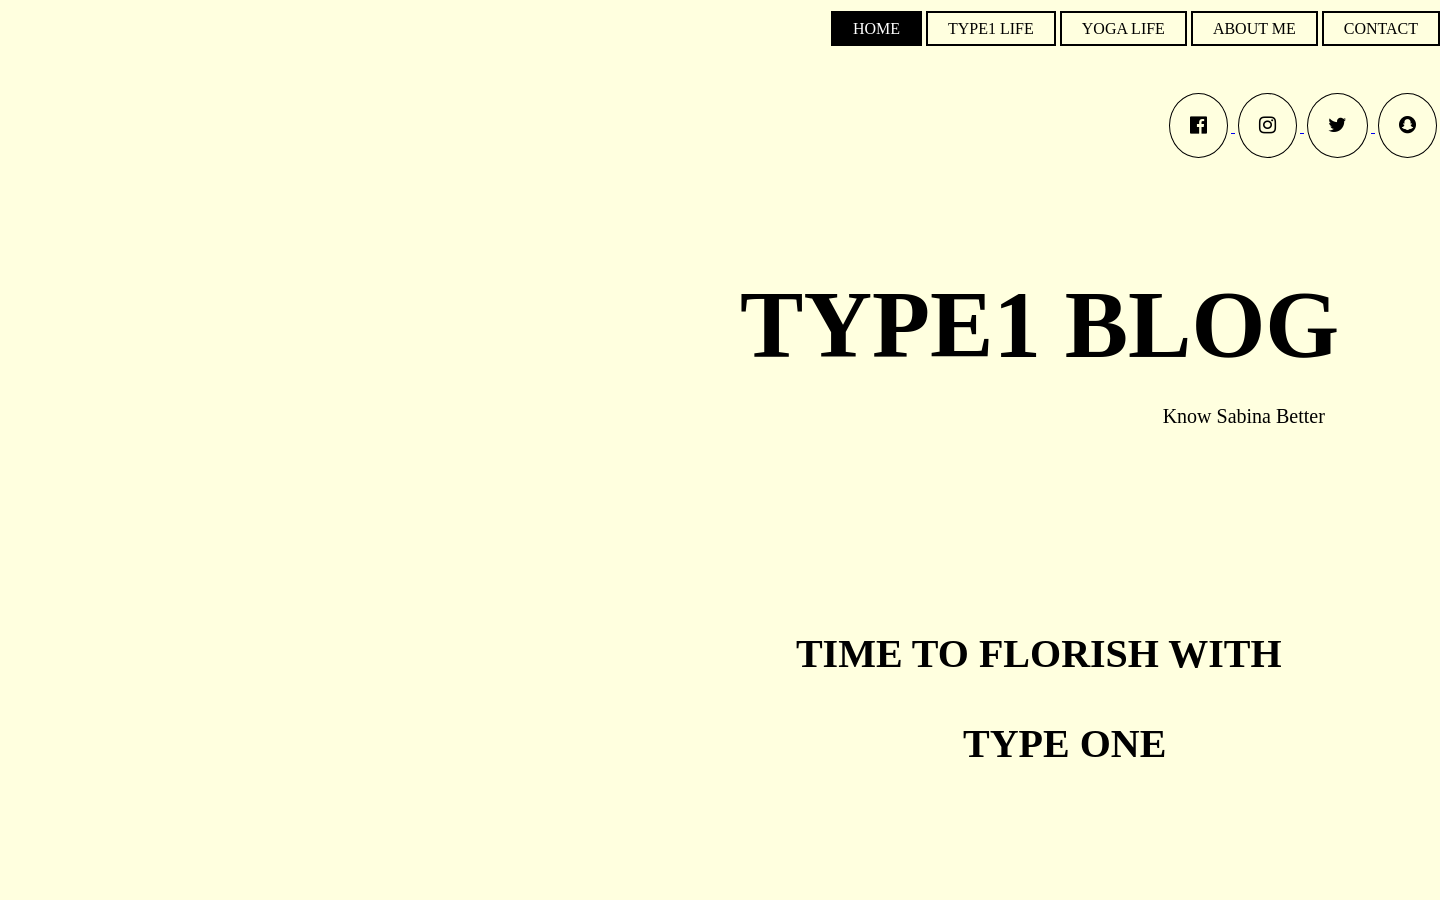 HOME TYPE1 LIFE YOGA LIFE ABOUT ME CONTACT
TYPE1 BLOG
Know Sabina Better
TIME TO FLORISH WITH
TYPE ONE